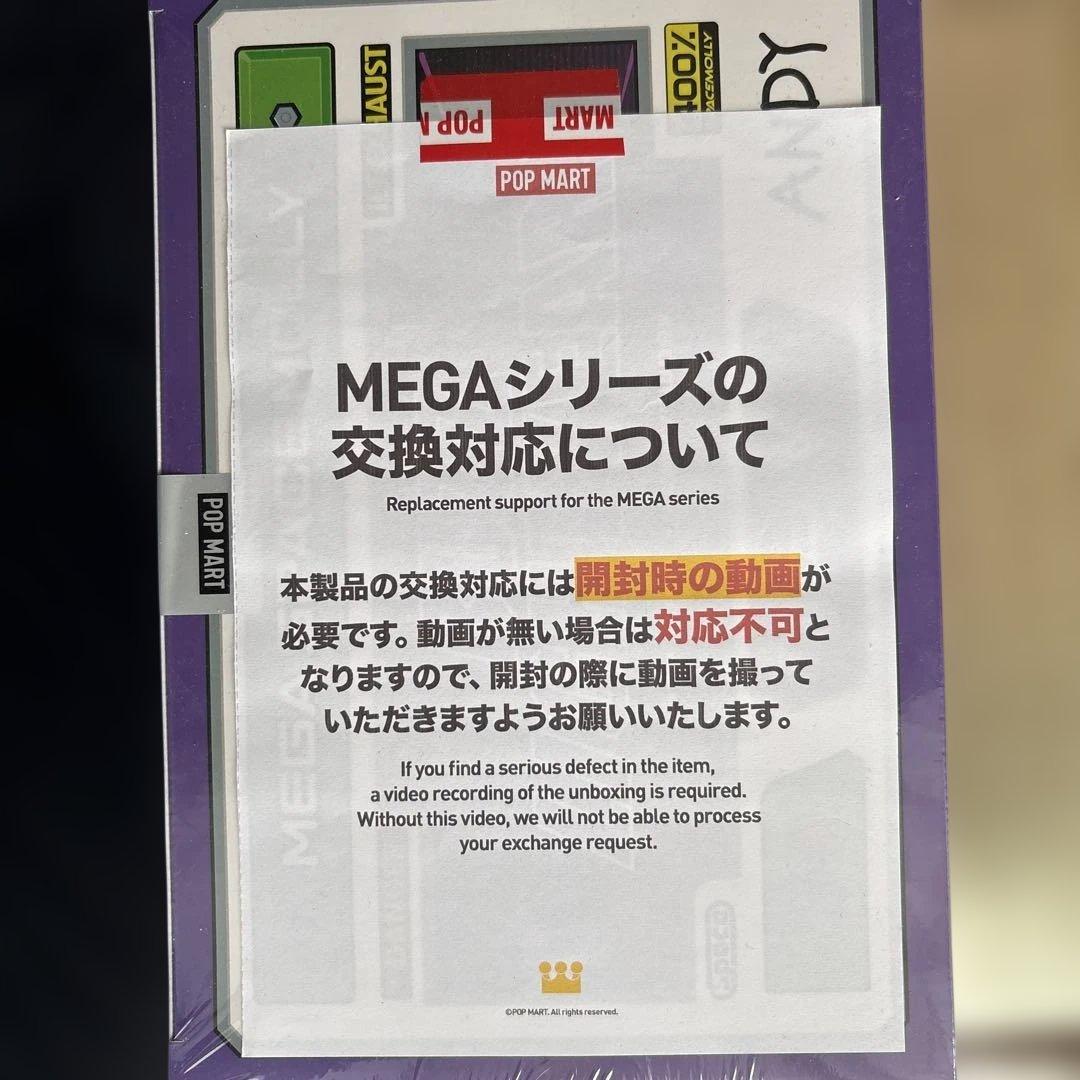 HAUST
400%
SPACEMOLLY
ANDY
POP M
MART
POP MART
MEGAシリーズの
交換対応について
Replacement support for the MEGA series
POP MART
本製品の交換対応には開封時の動画が
必要です。動画が無い場合は対応不可と
なりますので、開封の際に動画を撮って
いただきますようお願いいたします。
If you find a serious defect in the item,
a video recording of the unboxing is required.
Without this video, we will not be able to process
your exchange request.
©POP MART. All rights reserved.